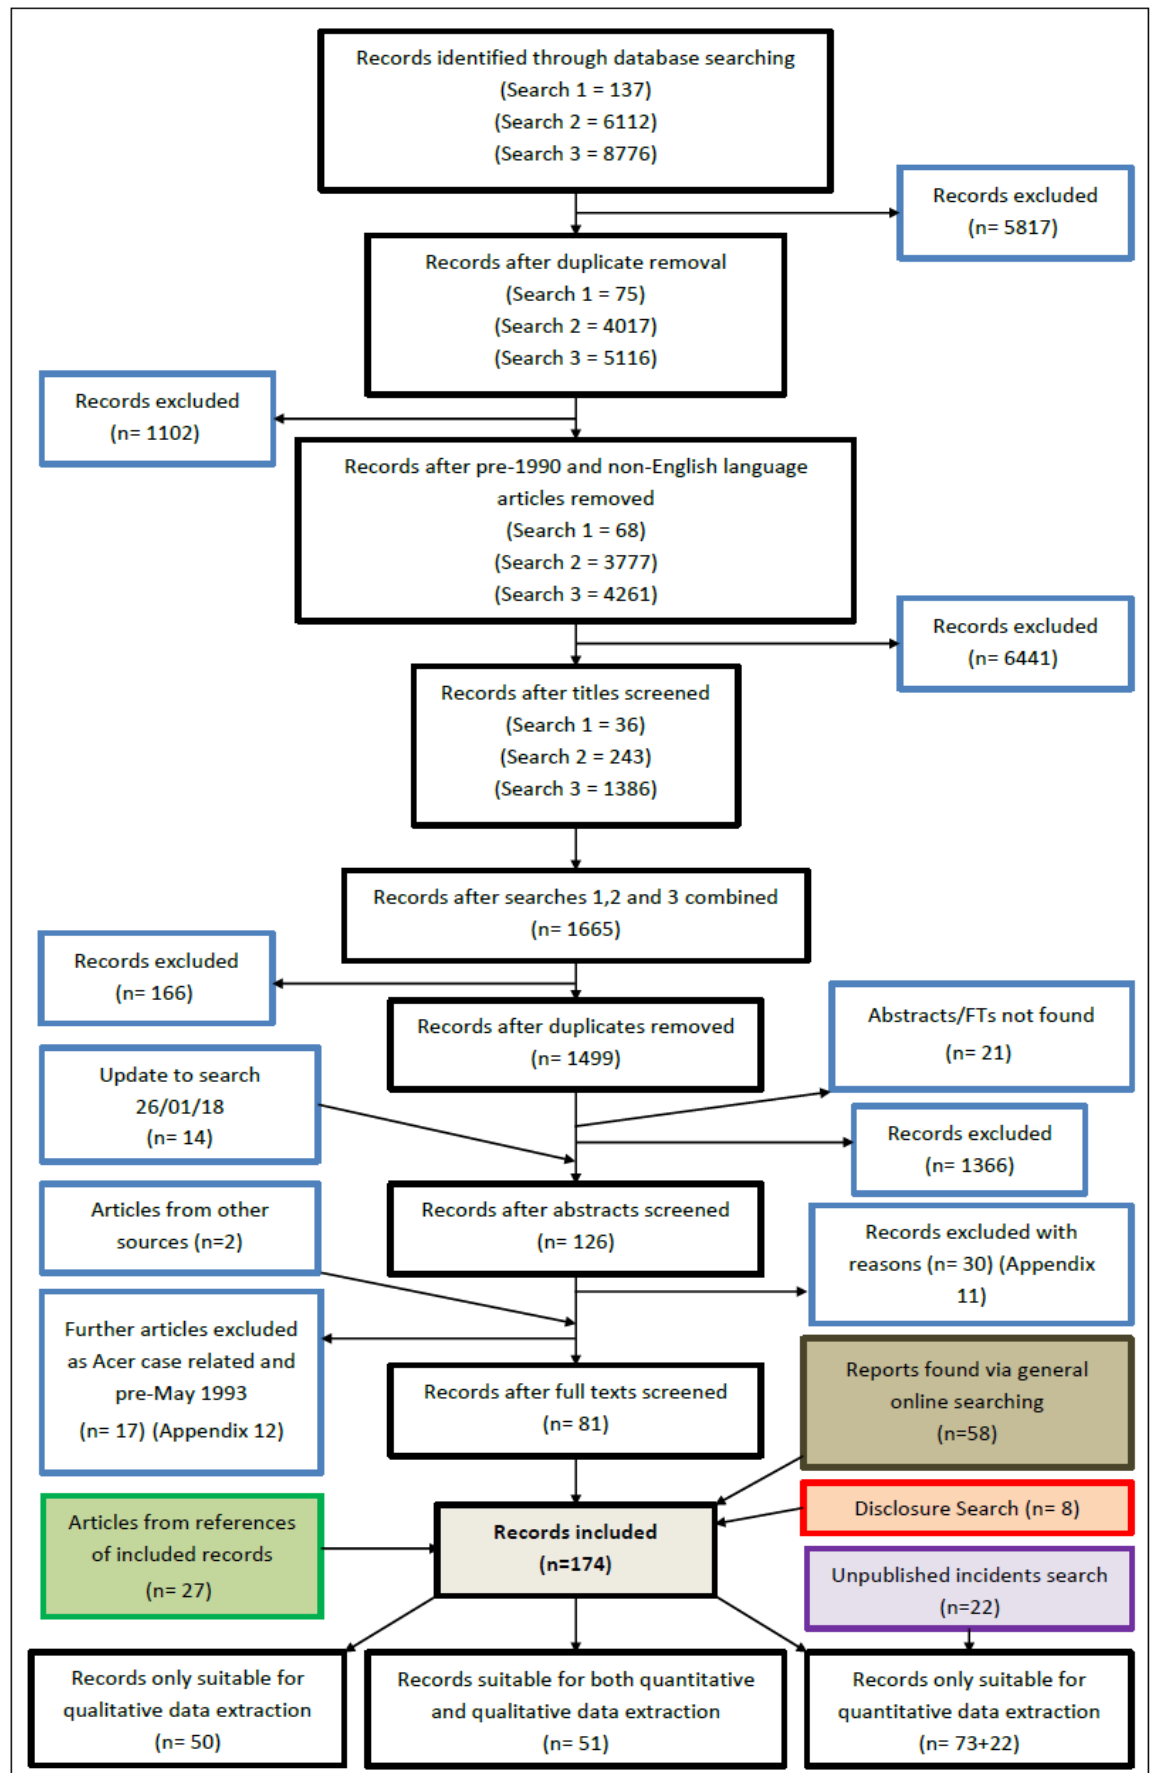 Records identified through database searching
(Search 1 = 137)
(Search 2 = 6112)
(Search 3 = 8776)
Records excluded
(n= 5817)
Records after duplicate removal
(Search 1 = 75)
(Search 2 = 4017)
(Search 3 = 5116)
Records excluded
(n= 1102)
Records after pre-1990 and non-English language
articles removed
(Search 1 = 68)
(Search 2 = 3777)
(Search 3 = 4261)
Records excluded
(n= 6441)
Records after titles screened
(Search 1 = 36)
(Search 2 = 243)
(Search 3 = 1386)
Records after searches 1,2 and 3 combined
(n= 1665)
Records excluded
(n= 166)
Records after duplicates removed
(n= 1499)
Abstracts/FTs not found
(n= 21)
Update to search
26/01/18
(n= 14)
Records excluded
(n= 1366)
Records after abstracts screened
(n= 126)
Articles from other
sources (n=2)
Records excluded with
reasons (n= 30) (Appendix
11)
Further articles excluded
as Acer case related and
pre-May 1993
(n= 17) (Appendix 12)
Records after full texts screened
(n= 81)
Reports found via general
online searching
(n=58)
Disclosure Search (n= 8)
Articles from references
of included records
(n= 27)
Records included
(n=174)
Unpublished incidents search
(n=22)
Records only suitable for
qualitative data extraction
(n= 50)
Records suitable for both quantitative
and qualitative data extraction
(n= 51)
Records only suitable for
quantitative data extraction
(n= 73+22)